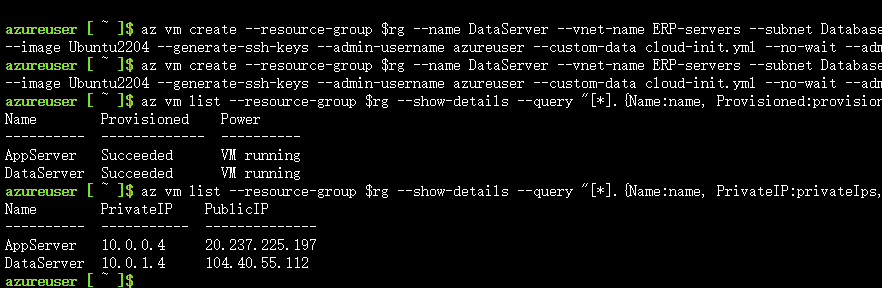 azureuser [ ~ ]$ az vm create --resource-group $rg --name DataServer --vnet-name ERP-servers --subnet Database
--image Ubuntu2204 --generate-ssh-keys --admin-username azureuser --custom-data cloud-init.yml --no-wait --adm
azureuser [ ~ ]$ az vm create --resource-group $rg --name DataServer --vnet-name ERP-servers --subnet Database
--image Ubuntu2204 --generate-ssh-keys --admin-username azureuser --custom-data cloud-init.yml --no-wait --adm
azureuser [ ~ ]$ az vm list --resource-group $rg --show-details --query "[*].{Name:name, Provisioned:provision
Name Provisioned Power
---------- ------------- ----------
AppServer Succeeded VM running
DataServer Succeeded VM running
azureuser [ ~ ]$ az vm list --resource-group $rg --show-details --query "[*].{Name:name, PrivateIP:privateIps,
Name PrivateIP PublicIP
---------- ----------- --------------
AppServer 10.0.0.4 20.237.225.197
DataServer 10.0.1.4 104.40.55.112
azureuser [ ~ ]$